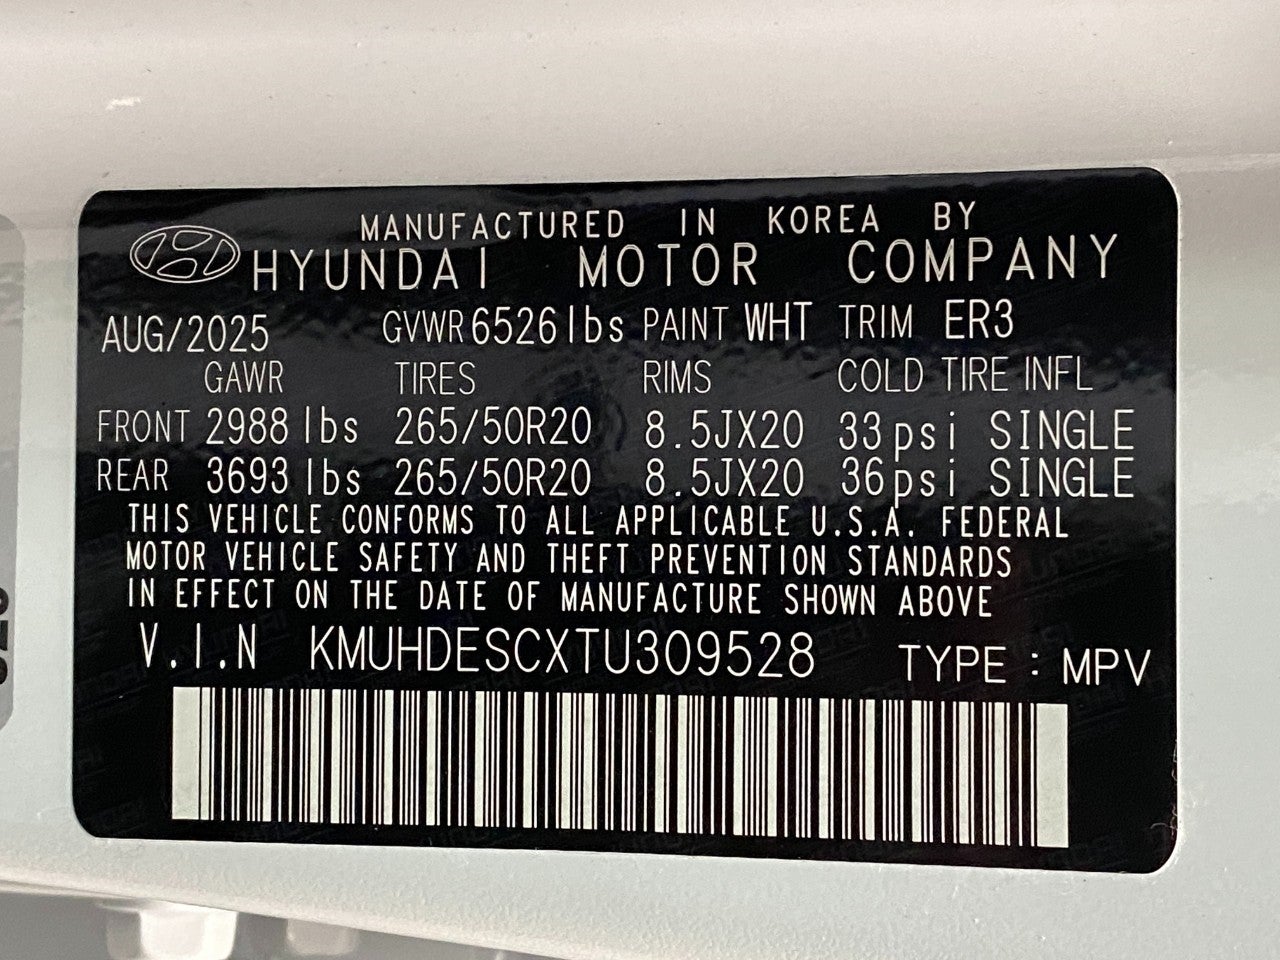 MANUFACTURED IN KOREA BY
HYUNDAI MOTOR COMPANY
AUG/2025 GVWR 6526lbs PAINT WHT TRIM ER3
GAWR TIRES RIMS COLD TIRE INFL
FRONT 2988 lbs 265/50R20 8.5JX20 33psi SINGLE
REAR 3693 lbs 265/50R20 8.5JX20 36psi SINGLE
THIS VEHICLE CONFORMS TO ALL APPLICABLE U.S.A. FEDERAL
MOTOR VEHICLE SAFETY AND THEFT PREVENTION STANDARDS
IN EFFECT ON THE DATE OF MANUFACTURE SHOWN ABOVE
V.I.N KMUHDESCXTU309528 TYPE : MPV